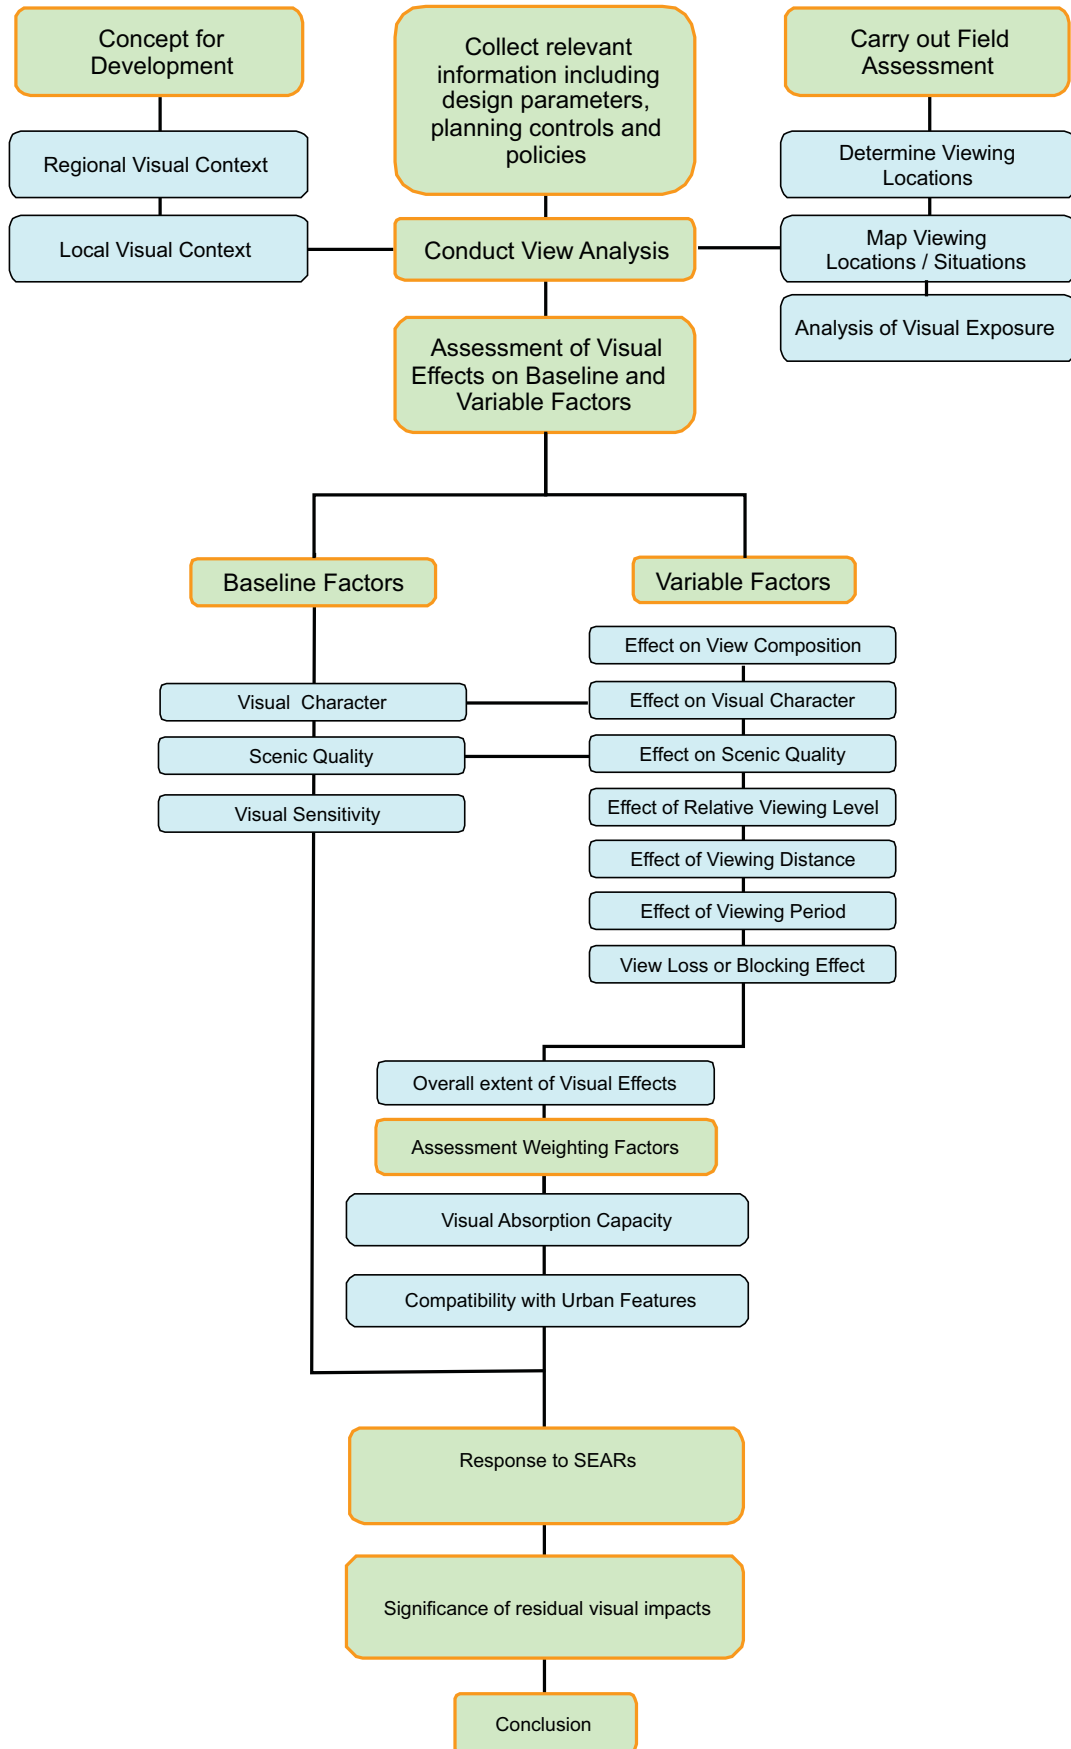 Concept for
Development
Collect relevant
information including
design parameters,
planning controls and
policies
Carry out Field
Assessment
Regional Visual Context
Determine Viewing
Locations
Local Visual Context
Conduct View Analysis
Map Viewing
Locations / Situations
Analysis of Visual Exposure
Assessment of Visual
Effects on Baseline and
Variable Factors
Baseline Factors
Variable Factors
Effect on View Composition
Visual Character
Effect on Visual Character
Scenic Quality
Effect on Scenic Quality
Visual Sensitivity
Effect of Relative Viewing Level
Effect of Viewing Distance
Effect of Viewing Period
View Loss or Blocking Effect
Overall extent of Visual Effects
Assessment Weighting Factors
Visual Absorption Capacity
Compatibility with Urban Features
Response to SEARs
Significance of residual visual impacts
Conclusion